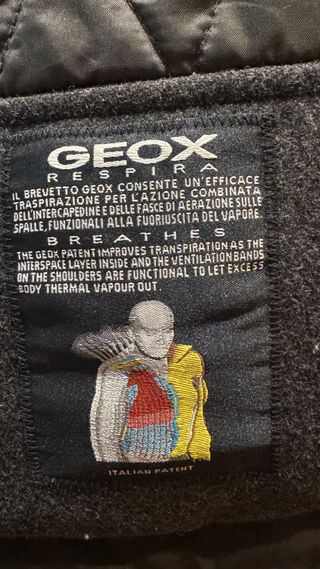 GEOX
RESPIRA
IL BREVETTO GEOX CONSENTE UN'EFFICACE
TRASPIRAZIONE PER L'AZIONE COMBINATA
DELL'INTERCAPEDINE E DELLE FASCE DI AERAZIONE SULLE
SPALLE, FUNZIONALI ALLA FUORIUSCITA DEL VAPORE.
BREATHES
THE GEOX PATENT IMPROVES TRANSPIRATION AS THE
INTERSPACE LAYER INSIDE AND THE VENTILATION BANDS
ON THE SHOULDERS ARE FUNCTIONAL TO LET EXCESS
BODY THERMAL VAPOUR OUT.
ITALIAN PATENT